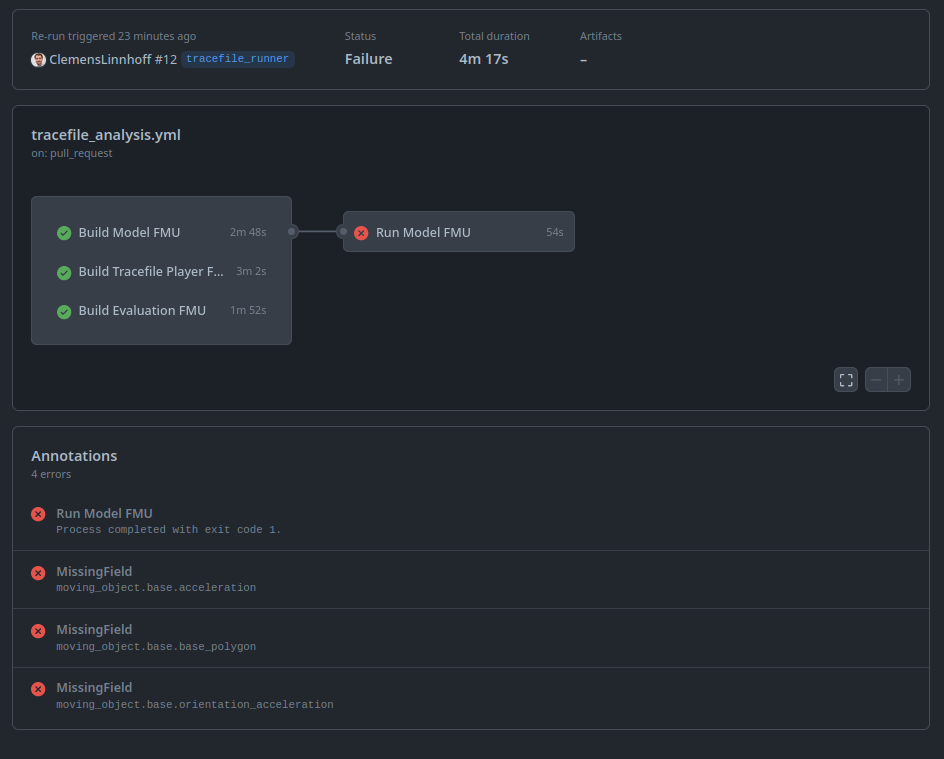 Re-run triggered 23 minutes ago
ClemensLinnhoff #12 tracefile_runner
Status
Failure
Total duration
4m 17s
Artifacts
–
tracefile_analysis.yml
on: pull_request
Build Model FMU 2m 48s
Build Tracefile Player F... 3m 2s
Build Evaluation FMU 1m 52s
Run Model FMU 54s
Annotations
4 errors
Run Model FMU
Process completed with exit code 1.
MissingField
moving_object.base.acceleration
MissingField
moving_object.base.base_polygon
MissingField
moving_object.base.orientation_acceleration